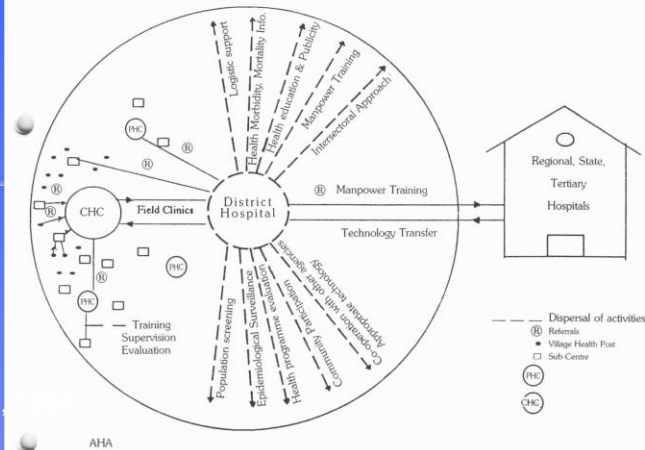 Logistic support
Health Morbidity, Mortality Info.
Health education & Publicity
Manpower Training
Intersectoral Approach
PHC
®
®
®
®
CHC
Field Clinics
District
Hospital
® Manpower Training
Technology Transfer
Regional, State,
Tertiary
Hospitals
PHC
®
PHC
Training
Supervision
Evaluation
Population screening
Epidemiological Surveillance
Health programme evaluation
Community Participation
Co-operation with other agencies
Appropriate technology
Dispersal of activities
® Referrals
Village Health Post
Sub-Centre
PHC
CHC
, 1989
AHA